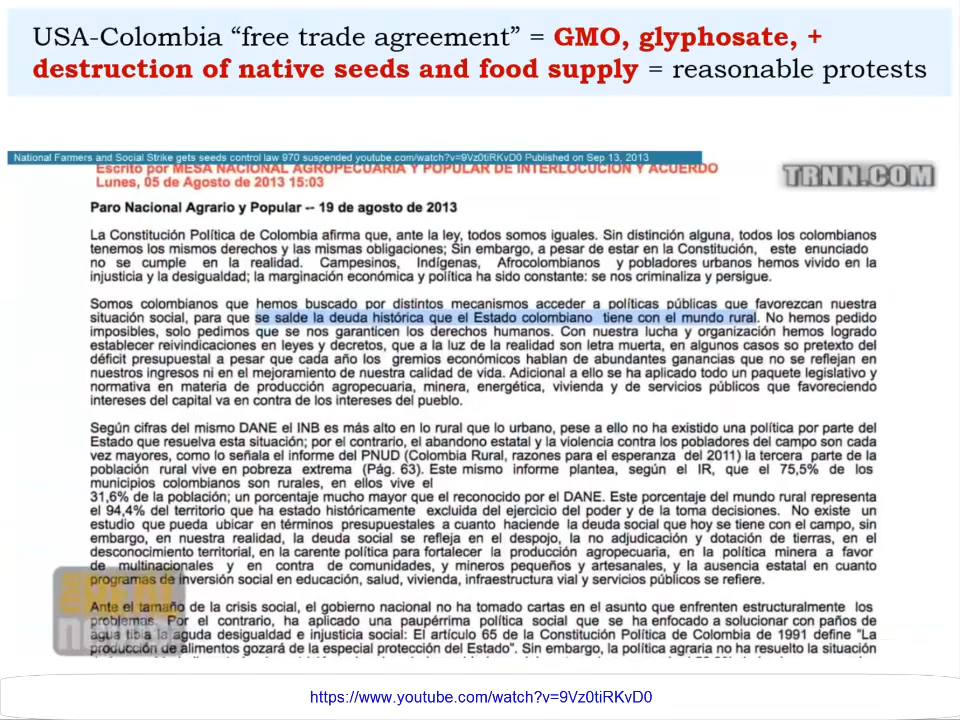 USA-Colombia “free trade agreement” = GMO, glyphosate, +
destruction of native seeds and food supply = reasonable protests
National Farmers and Social Strike gets seeds control law 970 suspended youtube.com/watch?v=9Vz0tiRKvD0 Published on Sep 13, 2013
Escrito por MESA NACIONAL AGROPECUARIA Y POPULAR DE INTERLOCUCIÓN Y ACUERDO
TRNN.COM
Lunes, 05 de Agosto de 2013 15:03
Paro Nacional Agrario y Popular -- 19 de agosto de 2013
La Constitución Política de Colombia afirma que, ante la ley, todos somos iguales. Sin distinción alguna, todos los colombianos
tenemos los mismos derechos y las mismas obligaciones; Sin embargo, a pesar de estar en la Constitución, este enunciado
no se cumple en la realidad. Campesinos, Indígenas, Afrocolombianos y pobladores urbanos hemos vivido en la
injusticia y la desigualdad; la marginación económica y política ha sido constante: se nos criminaliza y persigue.
Somos colombianos que hemos buscado por distintos mecanismos acceder a políticas públicas que favorezcan nuestra
situación social, para que se salde la deuda histórica que el Estado colombiano tiene con el mundo rural. No hemos pedido
imposibles, solo pedimos que se nos garanticen los derechos humanos. Con nuestra lucha y organización hemos logrado
establecer reivindicaciones en leyes y decretos, que a la luz de la realidad son letra muerta, en algunos casos so pretexto del
déficit presupuestal a pesar que cada año los gremios económicos hablan de abundantes ganancias que no se reflejan en
nuestros ingresos ni en el mejoramiento de nuestra calidad de vida. Adicional a ello se ha aplicado todo un paquete legislativo y
normativa en materia de producción agropecuaria, minera, energética, vivienda y de servicios públicos que favoreciendo
intereses del capital va en contra de los intereses del pueblo.
Según cifras del mismo DANE el INB es más alto en lo rural que lo urbano, pese a ello no ha existido una política por parte del
Estado que resuelva esta situación; por el contrario, el abandono estatal y la violencia contra los pobladores del campo son cada
vez mayores, como lo señala el informe del PNUD (Colombia Rural, razones para el esperanza del 2011) la tercera parte de la
población rural vive en pobreza extrema (Pág. 63). Este mismo informe plantea, según el IR, que el 75,5% de los
municipios colombianos son rurales, en ellos vive el
31,6% de la población; un porcentaje mucho mayor que el reconocido por el DANE. Este porcentaje del mundo rural representa
el 94,4% del territorio que ha estado históricamente excluida del ejercicio del poder y de la toma de decisiones. No existe un
estudio que pueda ubicar en términos presupuestales a cuanto haciende la deuda social que hoy se tiene con el campo, sin
embargo, en nuestra realidad, la deuda social se refleja en el despojo, la no adjudicación y dotación de tierras, en el
desconocimiento territorial, en la carente política para fortalecer la producción agropecuaria, en la política minera a favor
de multinacionales y en contra de comunidades, y mineros pequeños y artesanales, y la ausencia estatal en cuanto
programas de inversión social en educación, salud, vivienda, infraestructura vial y servicios públicos se refiere.
Ante el tamaño de la crisis social, el gobierno nacional no ha tomado cartas en el asunto que enfrenten estructuralmente los
problemas. Por el contrario, ha aplicado una paupérrima política social que se ha enfocado a solucionar con paños de
agua tibia la aguda desigualdad e injusticia social: El artículo 65 de la Constitución Política de Colombia de 1991 define "La
producción de alimentos gozará de la especial protección del Estado". Sin embargo, la política agraria no ha resuelto la situación
https://www.youtube.com/watch?v=9Vz0tiRKvD0